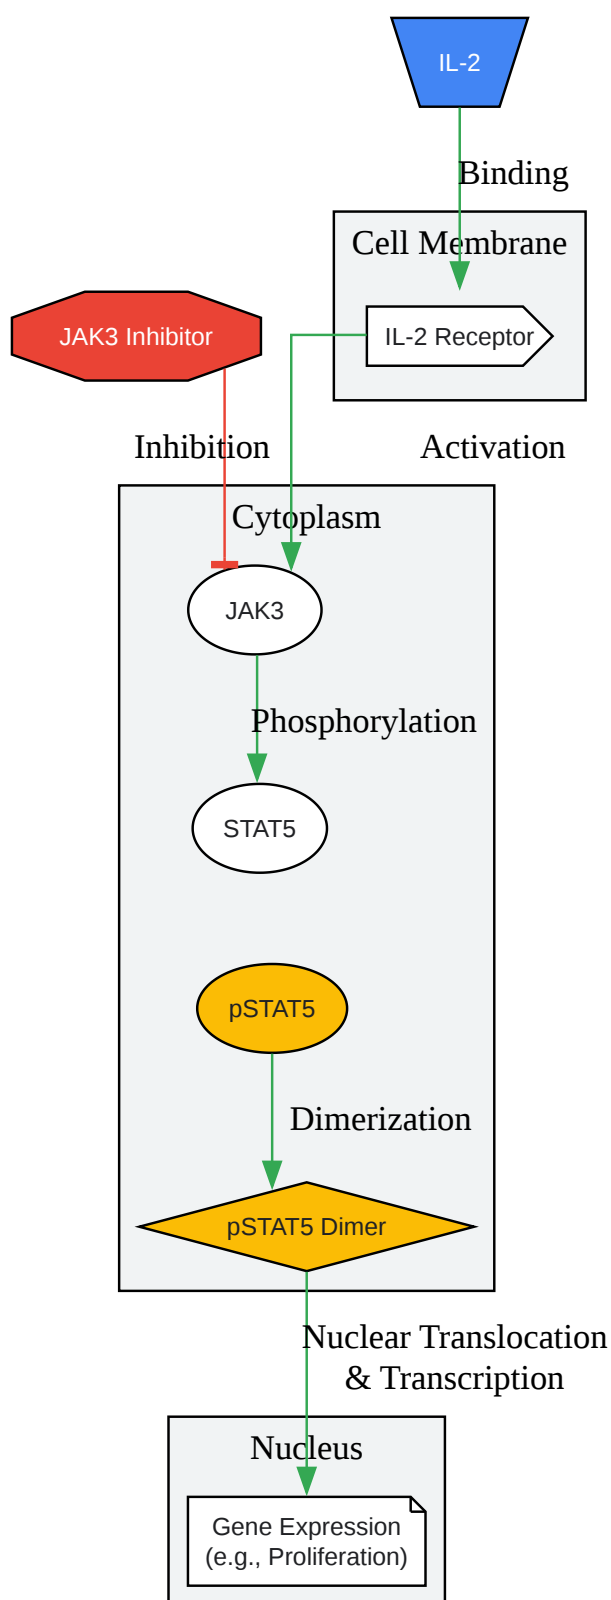 IL-2
Binding
Cell Membrane
JAK3 Inhibitor
IL-2 Receptor
Inhibition
Activation
Cytoplasm
JAK3
Phosphorylation
STAT5
pSTAT5
Dimerization
pSTAT5 Dimer
Nuclear Translocation
& Transcription
Nucleus
Gene Expression
(e.g., Proliferation)